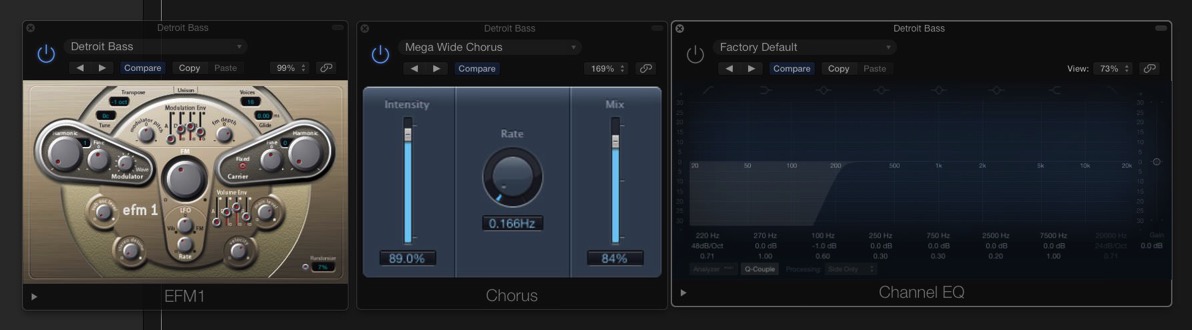 Detroit Bass
Detroit Bass
Compare Copy Paste 99%
Transpose Unison Voices
-1 oct Modulation Env 16
0c modulator pitch fm depth 0.00 ms
Tune Glide
Harmonic FM Harmonic
Fine Fixed
Wave
Modulator Carrier
Volume Env
efm 1 LFO
Vib FM
Rate
Randomize
7%
EFM1
Detroit Bass
Mega Wide Chorus
Compare 169%
Intensity Mix
Rate
0.166Hz
89.0% 84%
Chorus
Detroit Bass
Factory Default
Compare Copy Paste View: 73%
20 50 100 200 500 1k 2k 5k 10k 20k
220 Hz 270 Hz 100 Hz 250 Hz 750 Hz 2500 Hz 7500 Hz 20000 Hz Gain
48dB/Oct 0.0 dB -1.0 dB 0.0 dB 0.0 dB 0.0 dB 0.0 dB 24dB/Oct 0.0 dB
0.71 1.00 0.60 0.30 0.30 0.20 1.00 0.71
Analyzer Q-Couple Processing: Side Only
Channel EQ